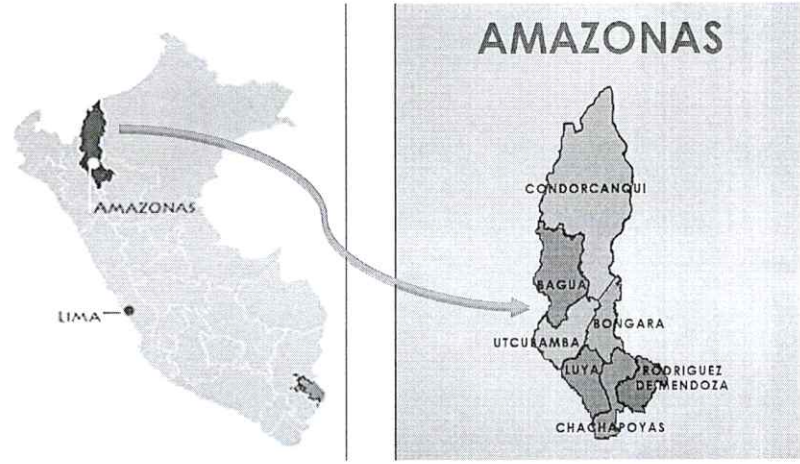 AMAZONAS
LIMA
AMAZONAS
CONDORCANQUI
BAGUA
BONGARA
UTCUBAMBA
LUYA
RODRIGUEZ
DE MENDOZA
CHACHAPOYAS